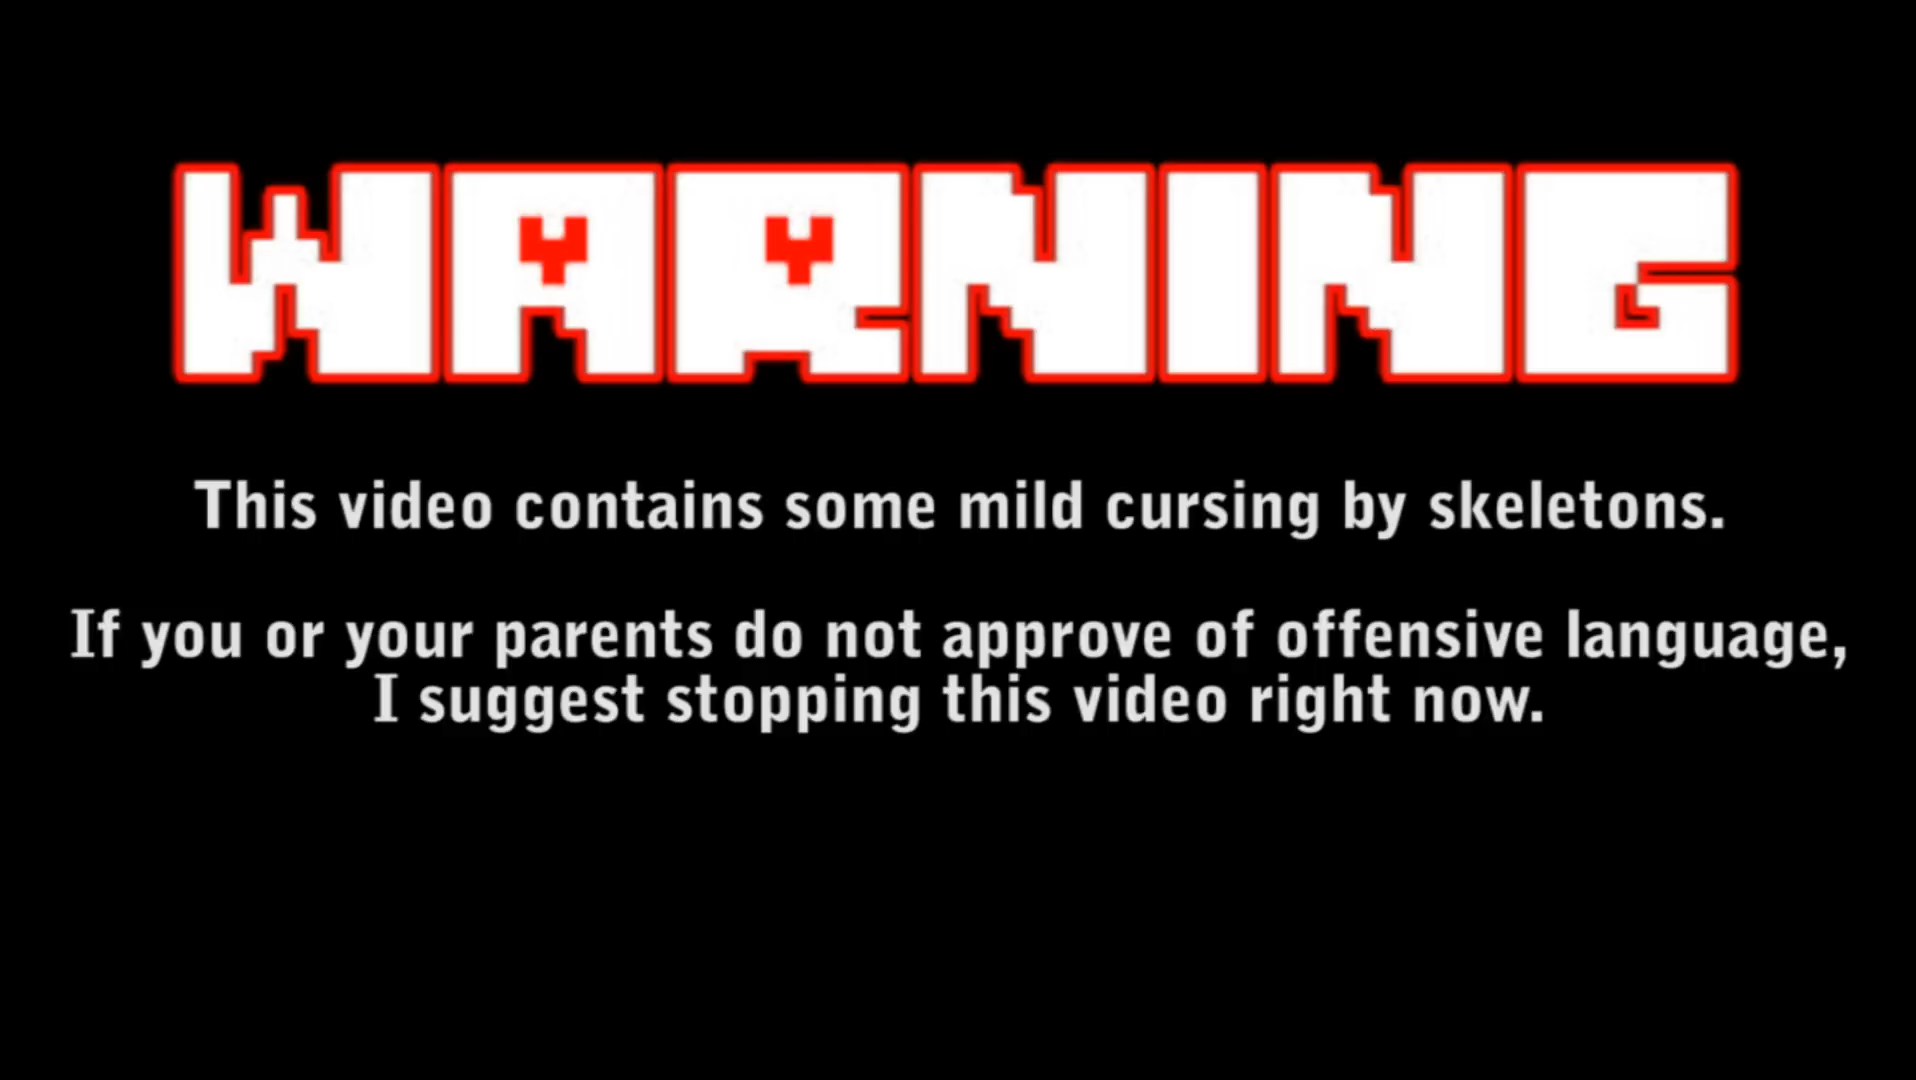 WARNING
This video contains some mild cursing by skeletons.
If you or your parents do not approve of offensive language,
I suggest stopping this video right now.